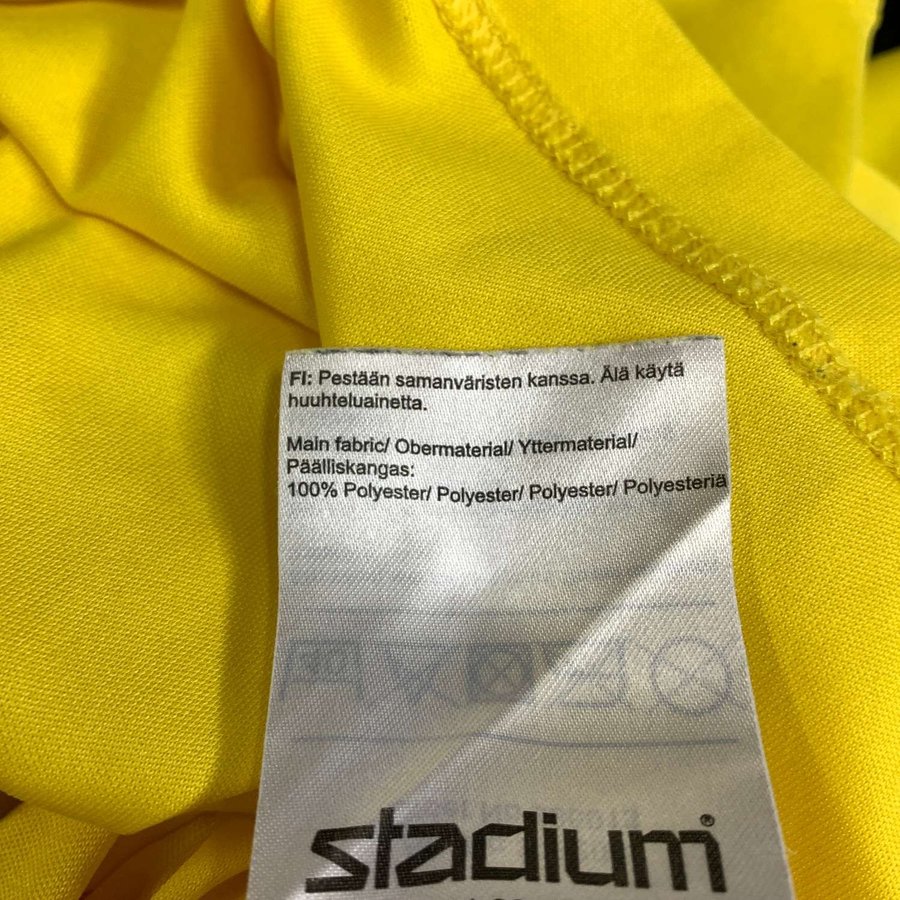 FI: Pestään samanväristen kanssa. Älä käytä
huuhteluainetta.
Main fabric/ Obermaterial/ Yttermaterial/
Päälliskangas:
100% Polyester/ Polyester/ Polyester/ Polyesteriä
stadium®